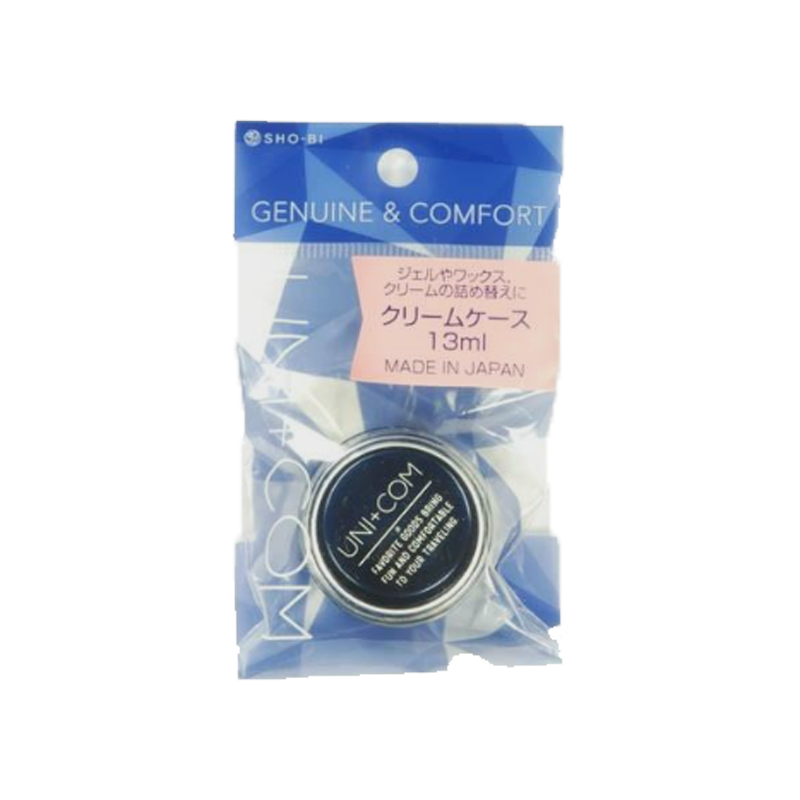 SHO-BI
GENUINE & COMFORT
ジェルやワックス,
クリームの詰め替えに
クリームケース
13ml
MADE IN JAPAN
UNI+COM
UNI+COM
FAVORITE GOODS BRING
FUN AND COMFORTABLE
TO YOUR TRAVELING